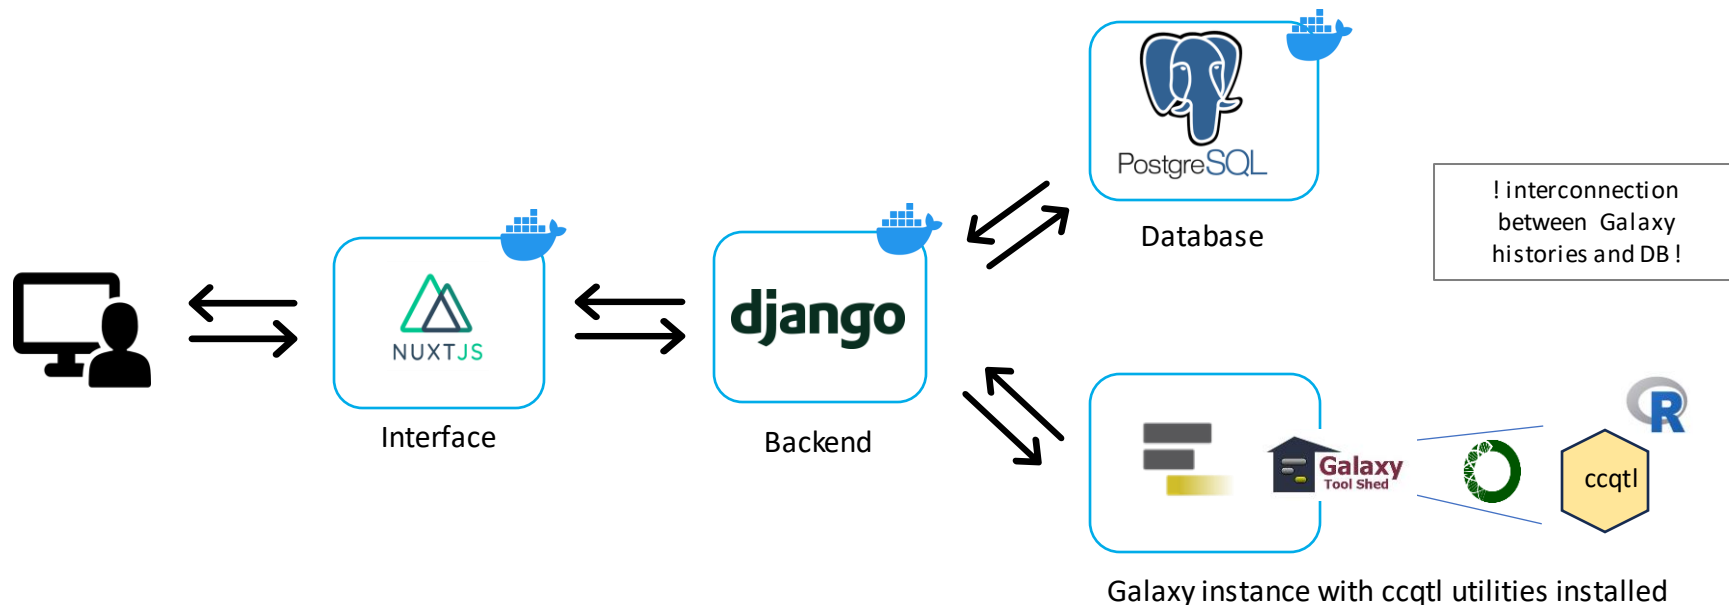 PostgreSQL
Database
! interconnection
between Galaxy
histories and DB !
NUXTJS
Interface
django
Backend
Galaxy
Tool Shed
ccqtl
R
Galaxy instance with ccqtl utilities installed